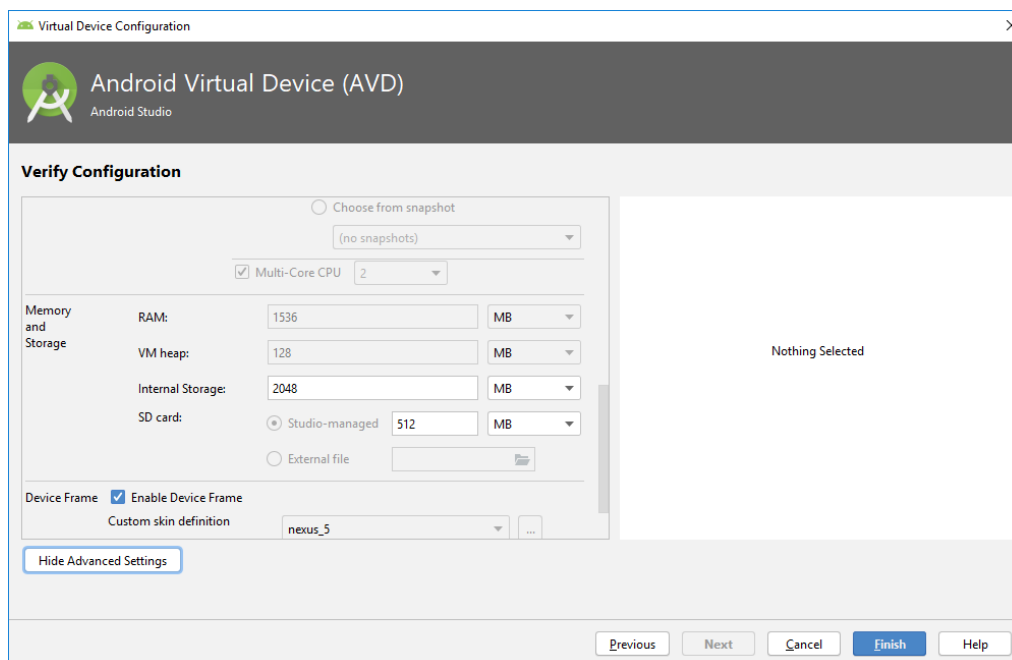 Virtual Device Configuration
Android Virtual Device (AVD)
Android Studio
Verify Configuration
Choose from snapshot
(no snapshots)
Multi-Core CPU 2
Memory and Storage
RAM: 1536 MB
VM heap: 128 MB
Internal Storage: 2048 MB
SD card: Studio-managed 512 MB
External file
Device Frame Enable Device Frame
Custom skin definition nexus_5 ...
Nothing Selected
Hide Advanced Settings
Previous Next Cancel Finish Help